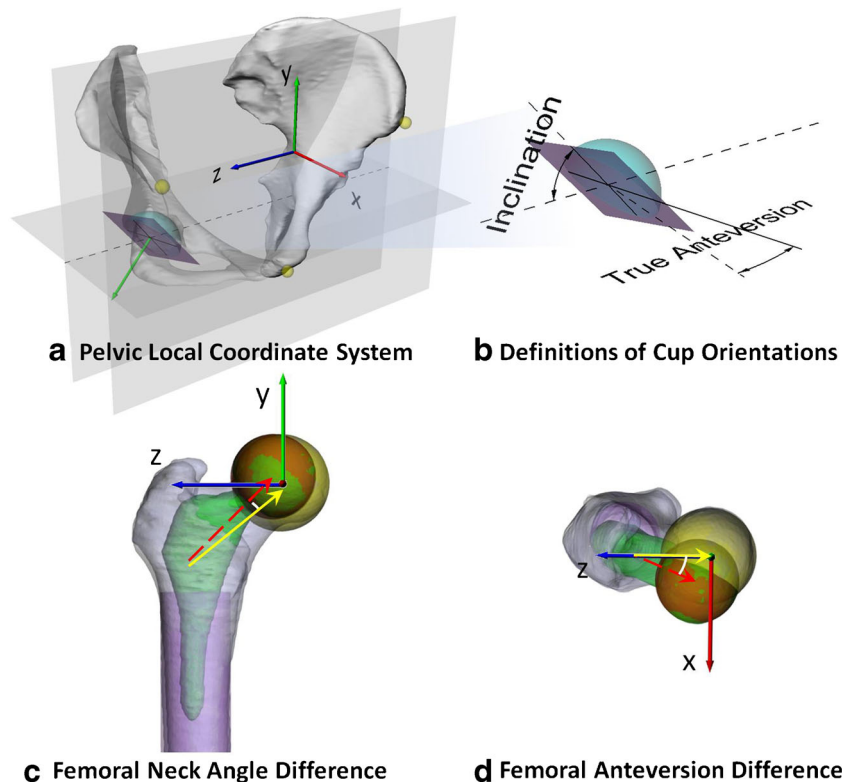 y
z
x
Inclination
True Anteversion
a Pelvic Local Coordinate System
b Definitions of Cup Orientations
y
z
z
x
c Femoral Neck Angle Difference
d Femoral Anteversion Difference